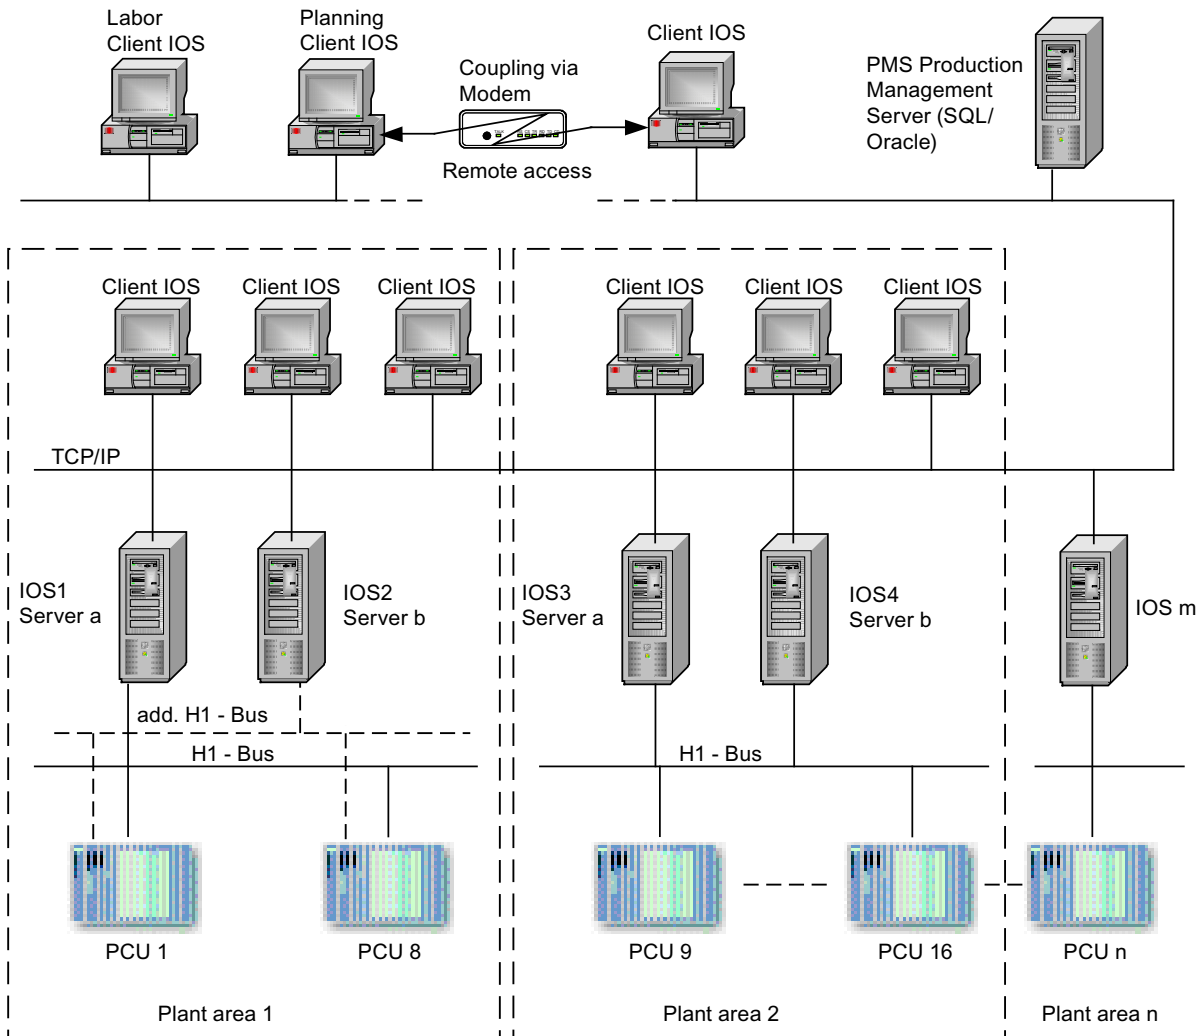 Labor
Client IOS
Planning
Client IOS
Coupling via
Modem
Remote access
Client IOS
PMS Production
Management
Server (SQL/
Oracle)
Client IOS
Client IOS
Client IOS
Client IOS
Client IOS
Client IOS
TCP/IP
IOS1
Server a
IOS2
Server b
IOS3
Server a
IOS4
Server b
IOS m
add. H1 - Bus
H1 - Bus
H1 - Bus
PCU 1
PCU 8
PCU 9
PCU 16
PCU n
Plant area 1
Plant area 2
Plant area n